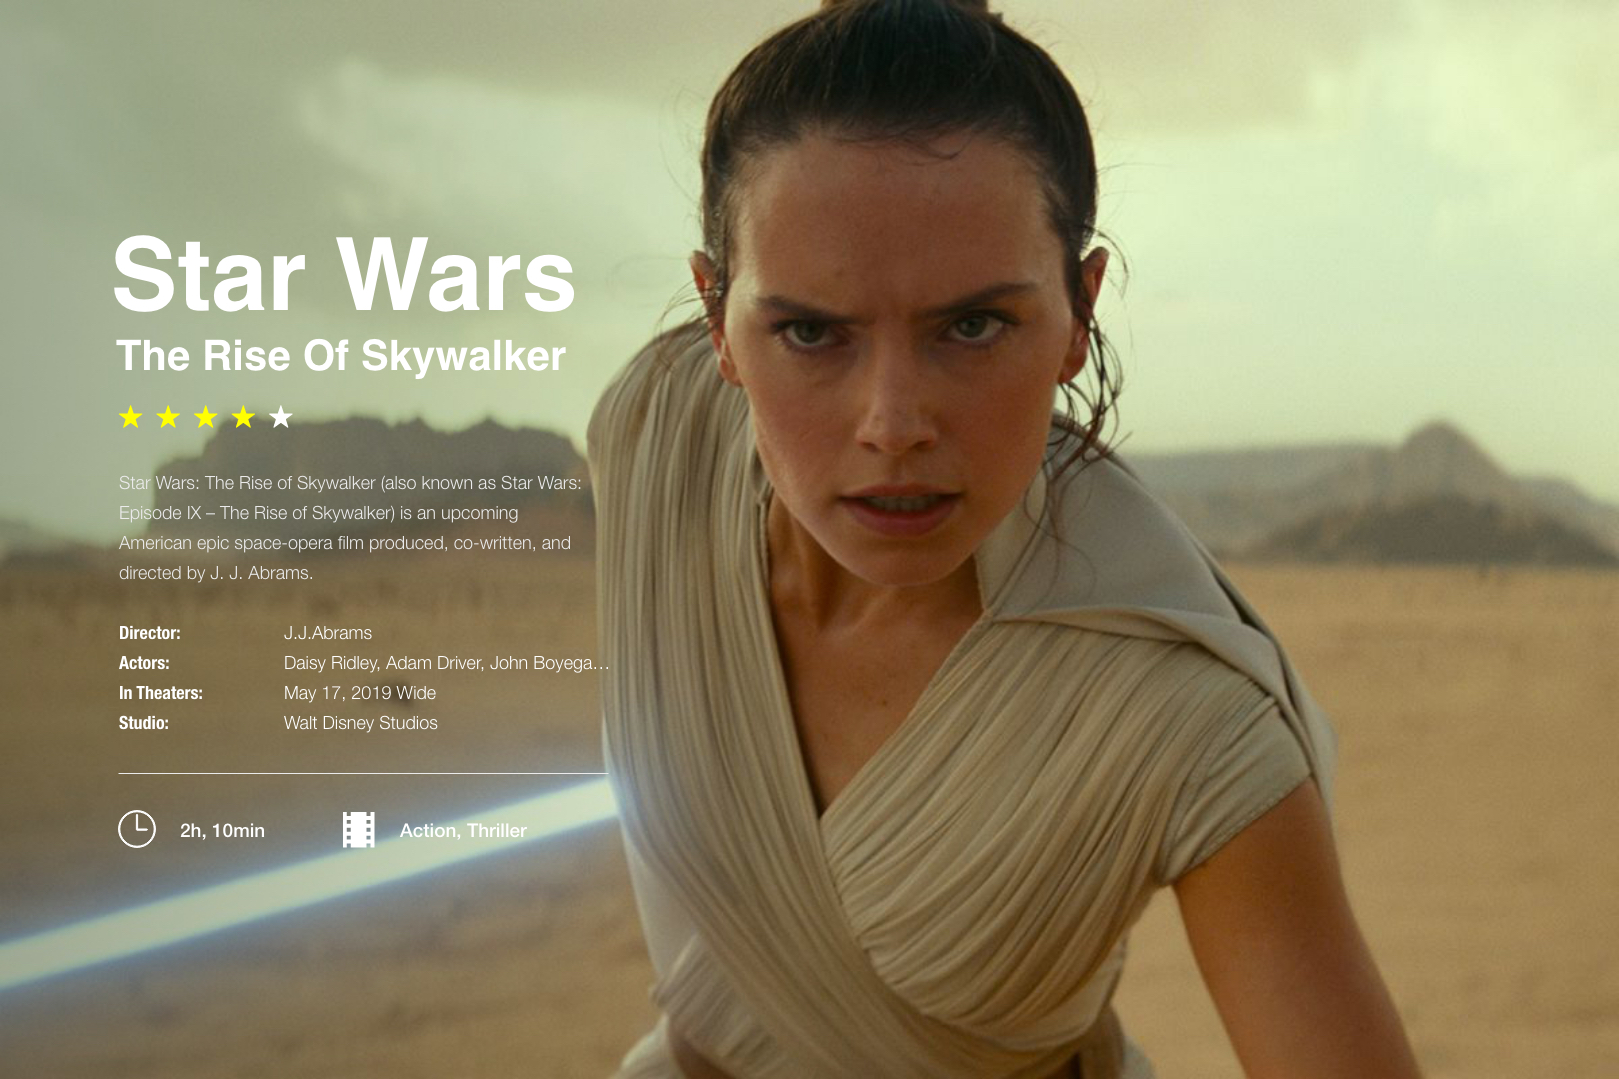 Star Wars
The Rise Of Skywalker
Star Wars: The Rise of Skywalker (also known as Star Wars:
Episode IX – The Rise of Skywalker) is an upcoming
American epic space-opera film produced, co-written, and
directed by J. J. Abrams.
Director: J.J.Abrams
Actors: Daisy Ridley, Adam Driver, John Boyega…
In Theaters: May 17, 2019 Wide
Studio: Walt Disney Studios
2h, 10min Action, Thriller